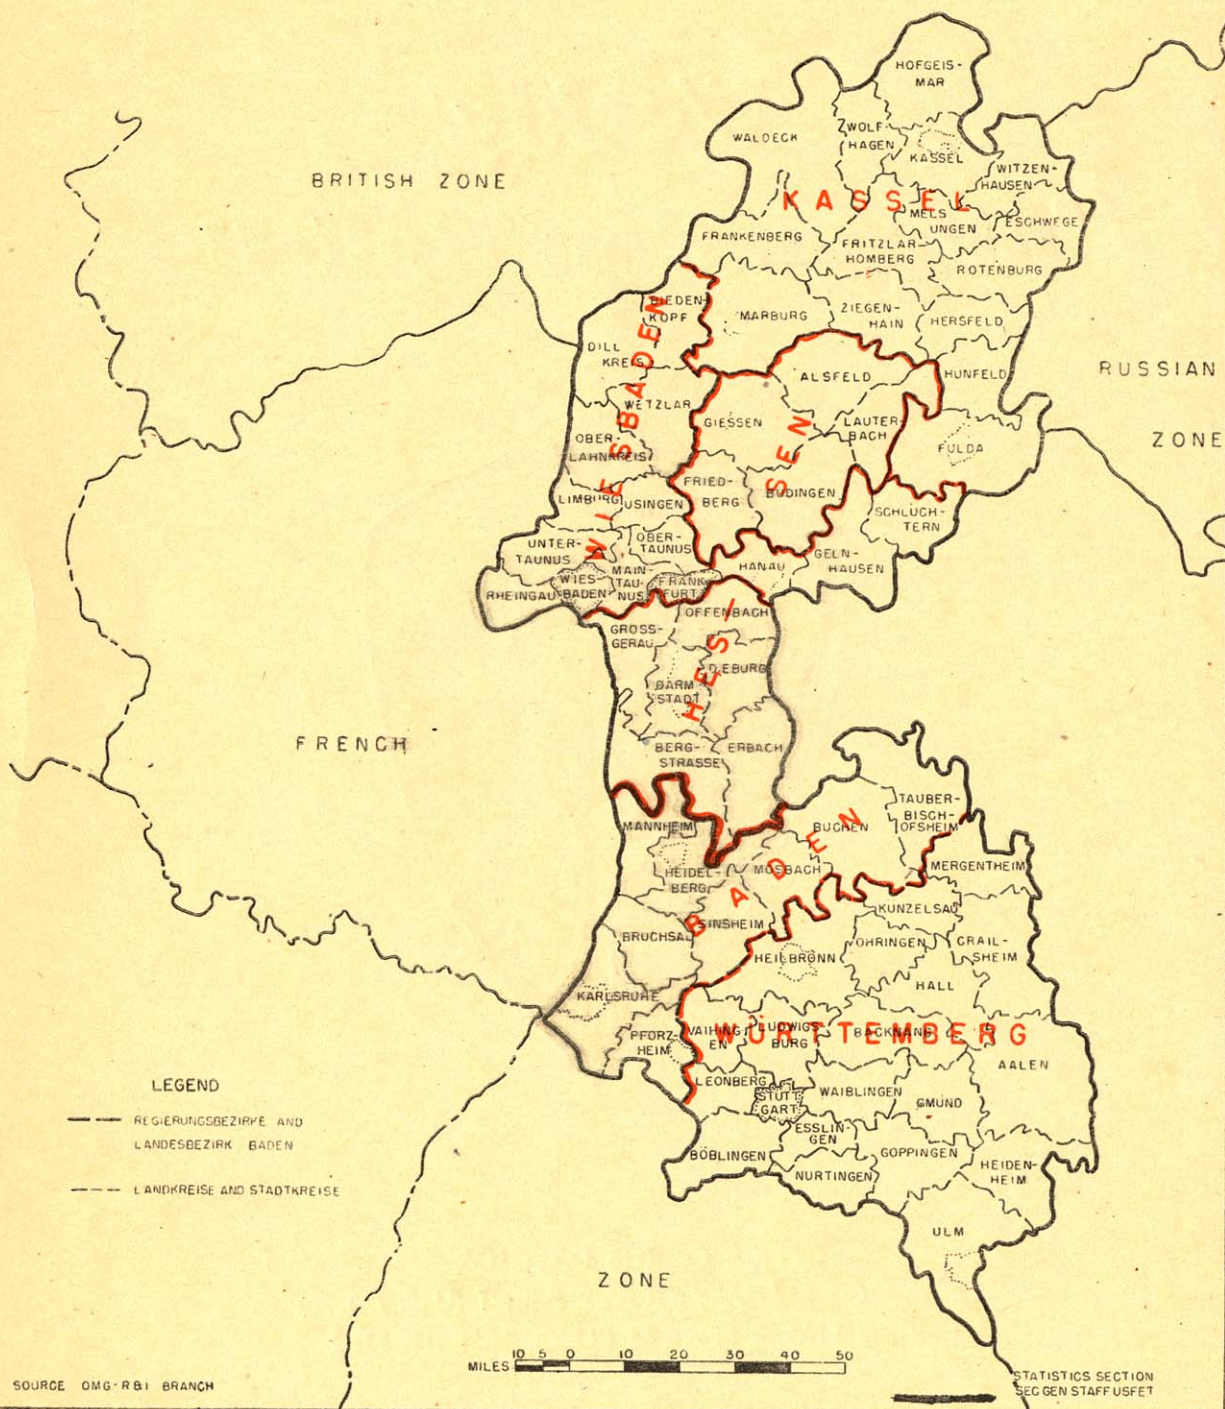 HOFGEIS-
MAR
WALDECK
WOLF-
HAGEN
KASSEL
WITZEN-
HAUSEN
BRITISH ZONE
KASSEL
MELS
UNGEN
ESCHWEGE
FRANKENBERG
FRITZLAR-
HOMBERG
ROTENBURG
BIEDEN-
KOPF
MARBURG
ZIEGEN-
HAIN
HERSFELD
DILL
KREIS
WIESBADEN
ALSFELD
HUNFELD
RUSSIAN
ZONE
WETZLAR
GIESSEN
LAUTER-
BACH
FULDA
OBER-
LAHNKREIS
HES-
SEN
LIMBURG
USINGEN
FRIED-
BERG
BUDINGEN
SCHLUCH-
TERN
UNTER-
TAUNUS
OBER-
TAUNUS
HANAU
GELN-
HAUSEN
RHEINGAU
WIES-
BADEN
MAIN-
TAU-
NUS
FRANK
FURT
OFFENBACH
GROSS-
GERAU
DIEBURG
DARM
STADT
FRENCH
BERG-
STRASSE
ERBACH
MANNHEIM
BUCHEN
TAUBER-
BISCH-
OFSHEIM
BADEN
HEIDEL-
BERG
MOSBACH
MERGENTHEIM
KUNZELSAU
SINSHEIM
BRUCHSAL
HEILBRONN
OHRINGEN
CRAIL-
SHEIM
HALL
KARLSRUHE
PFORZ-
HEIM
VAIHING
EN
LUDWIGS
BURG
BACKNANG
WÜRTTEMBERG
AALEN
LEONBERG
STUTT
GART
WAIBLINGEN
GMUND
ESSLIN-
GEN
BÖBLINGEN
NURTINGEN
GOPPINGEN
HEIDEN-
HEIM
ULM
ZONE
LEGEND
REGIERUNGSBEZIRKE AND
LANDESBEZIRK BADEN
LANDKREISE AND STADTKREISE
MILES 10 5 0 10 20 30 40 50
SOURCE OMG-RBI BRANCH
STATISTICS SECTION
SEC GEN STAFF USFET